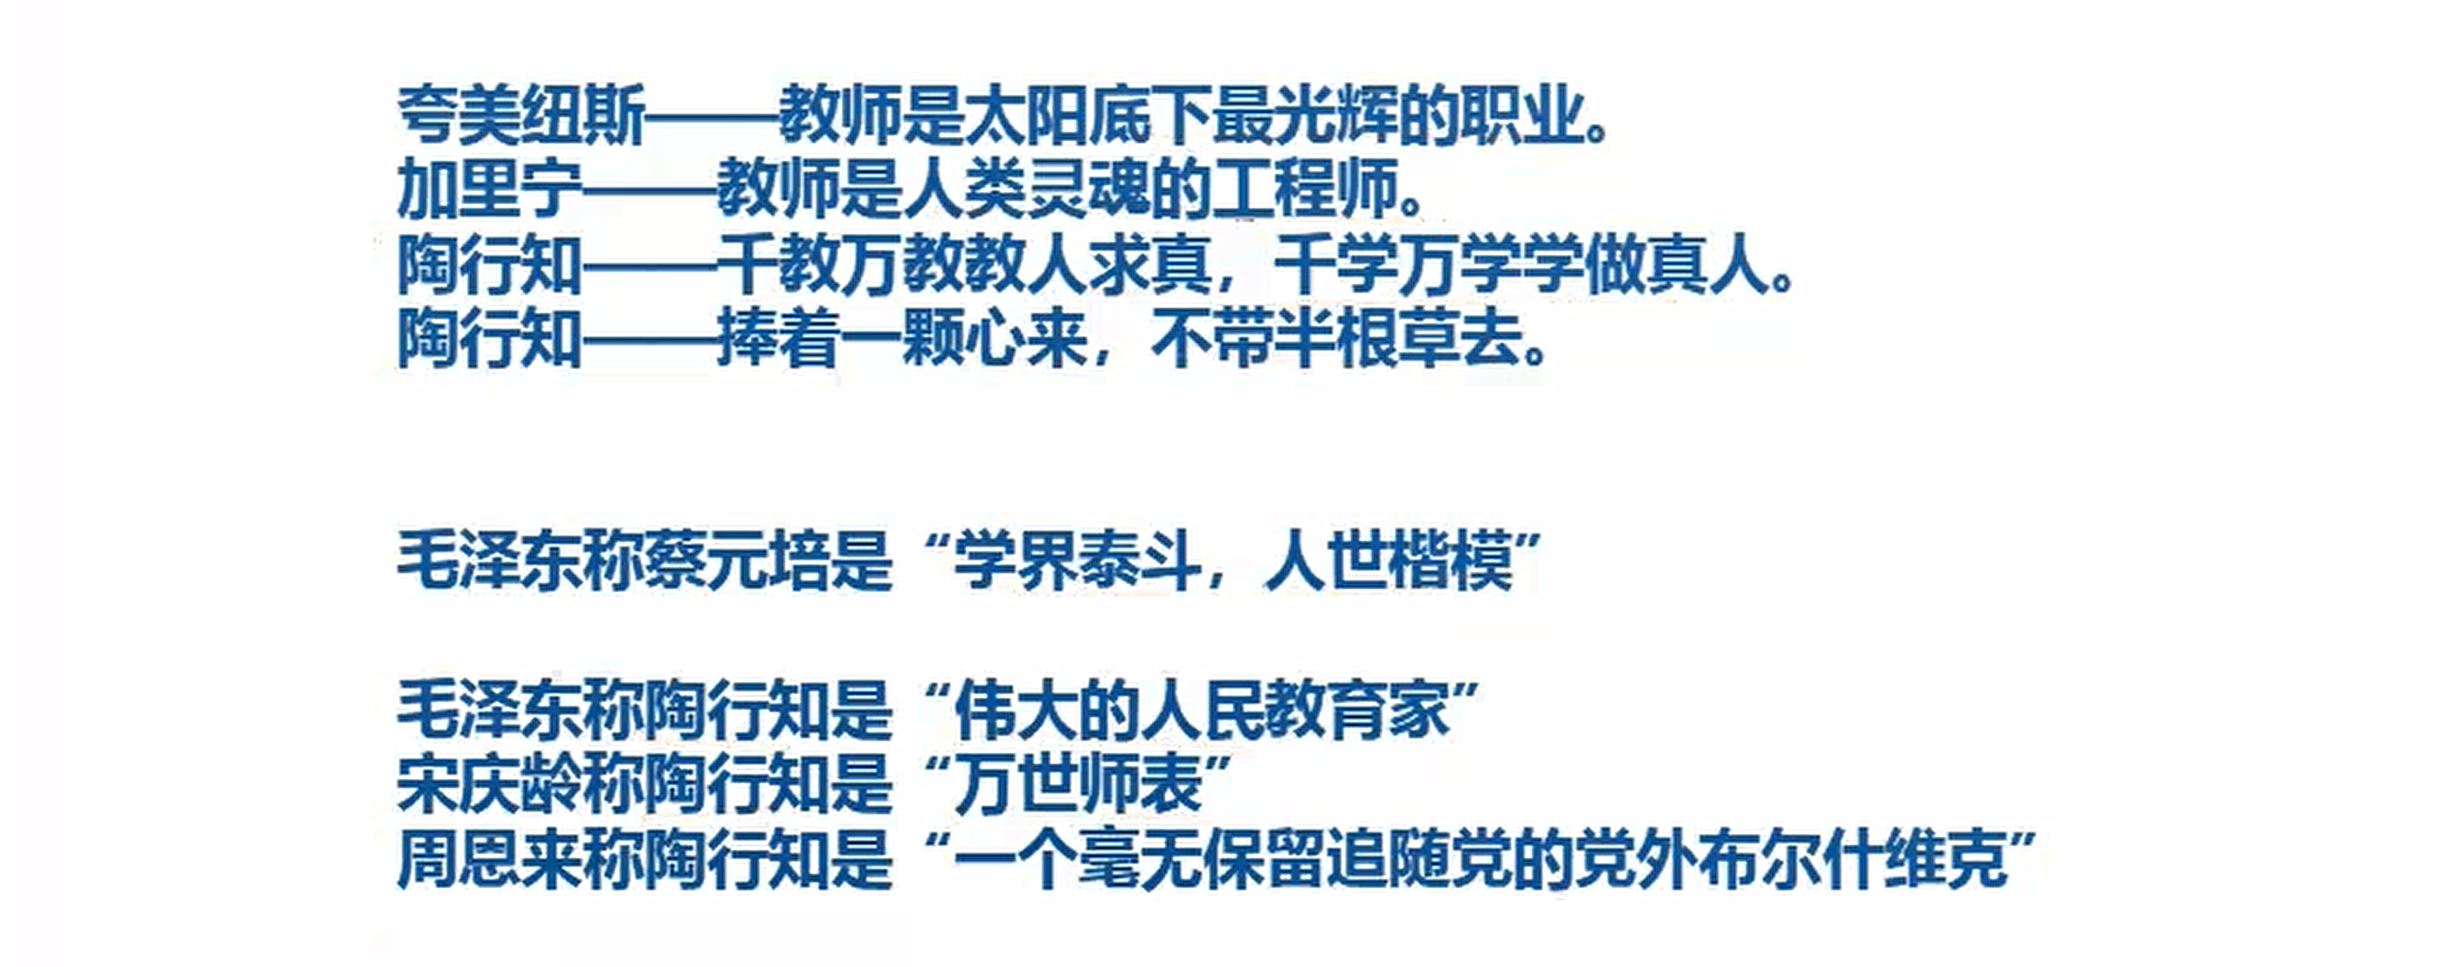 夸美纽斯——教师是太阳底下最光辉的职业。
加里宁——教师是人类灵魂的工程师。
陶行知——千教万教教人求真，千学万学学做真人。
陶行知——捧着一颗心来，不带半根草去。
毛泽东称蔡元培是“学界泰斗，人世楷模”
毛泽东称陶行知是“伟大的人民教育家”
宋庆龄称陶行知是“万世师表”
周恩来称陶行知是“一个毫无保留追随党的党外布尔什维克”